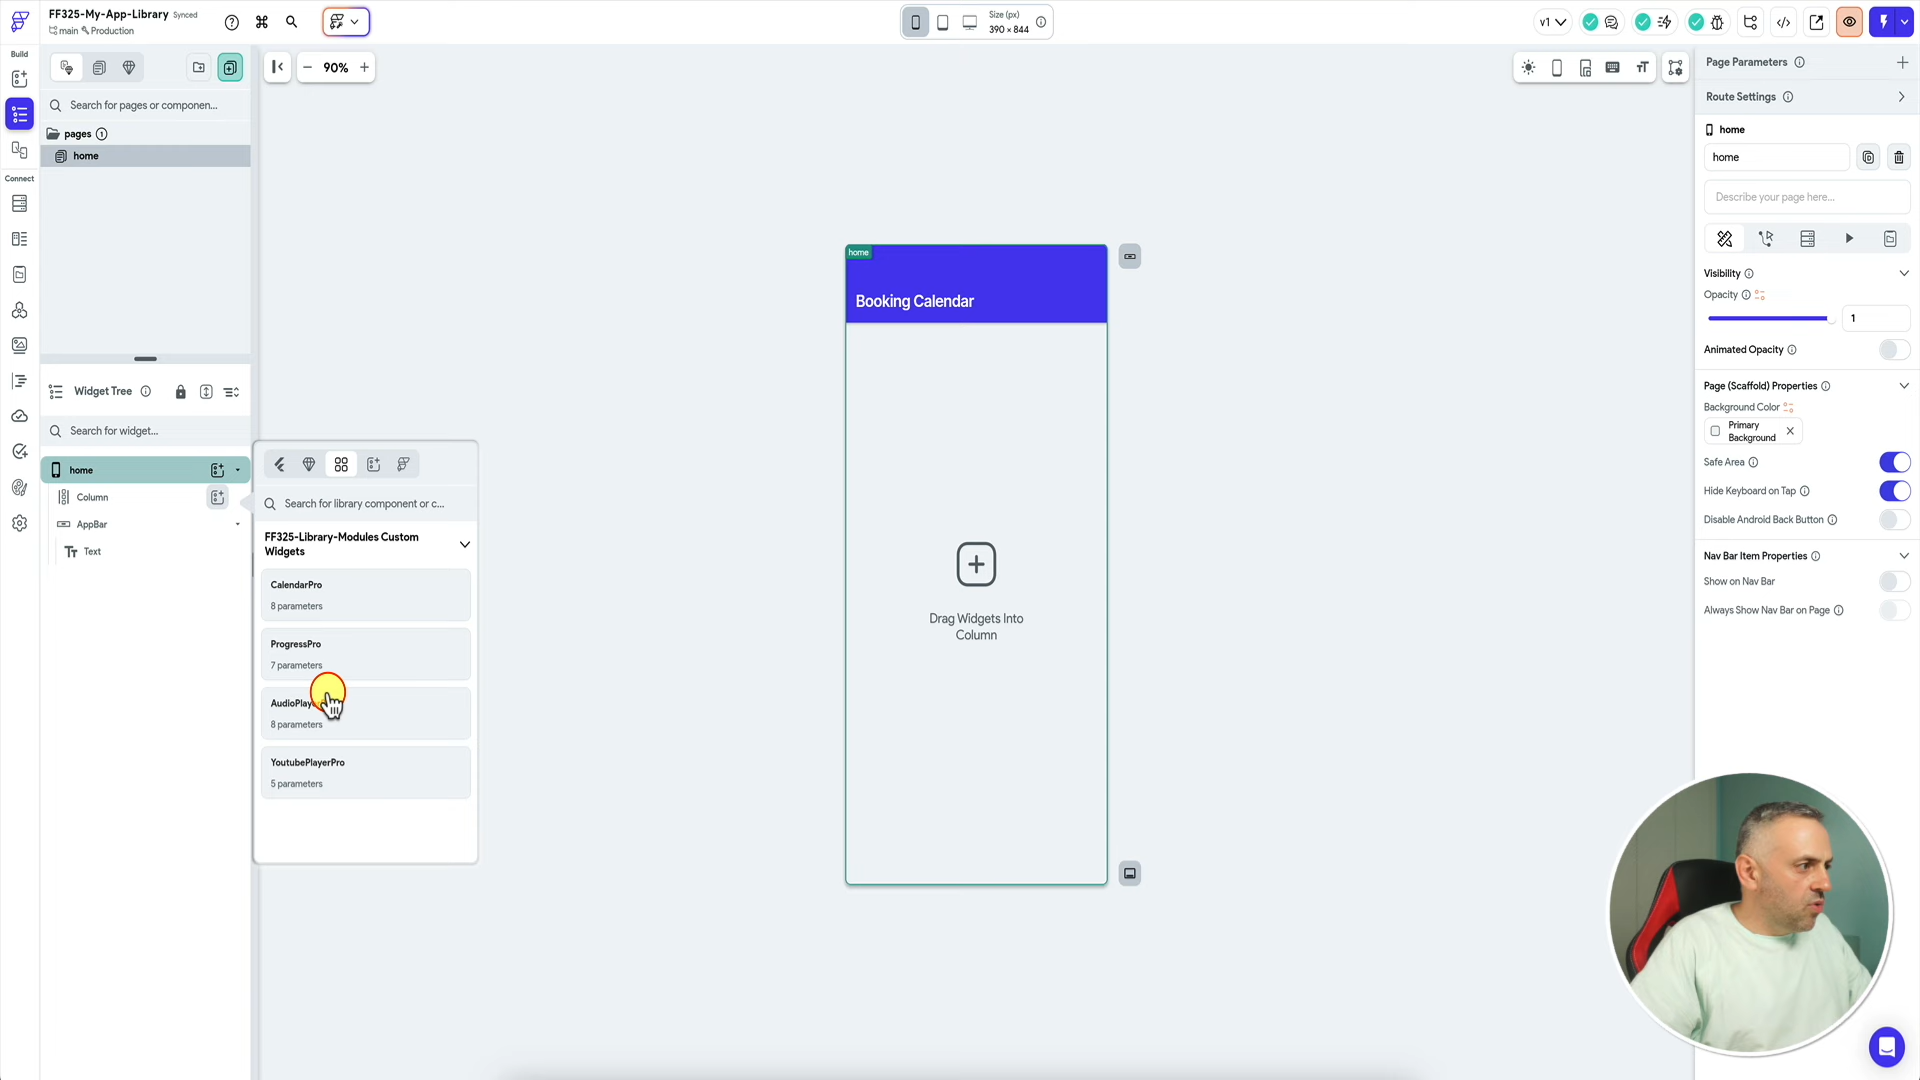 FF325-My-App-Library Synced
main Production
Size (px)
390 × 844
v1
Build
90%
Search for pages or componen...
pages 1
home
Connect
Widget Tree
Search for widget...
home
Column
AppBar
Text
Search for library component or c...
FF325-Library-Modules Custom
Widgets
CalendarPro
8 parameters
ProgressPro
7 parameters
8 parameters
YoutubePlayerPro
5 parameters
home
Booking Calendar
Drag Widgets Into
Column
Page Parameters
Route Settings
home
home
Describe your page here...
Visibility
Opacity
1
Animated Opacity
Page (Scaffold) Properties
Background Color
Primary
Background
Safe Area
Hide Keyboard on Tap
Disable Android Back Button
Nav Bar Item Properties
Show on Nav Bar
Always Show Nav Bar on Page